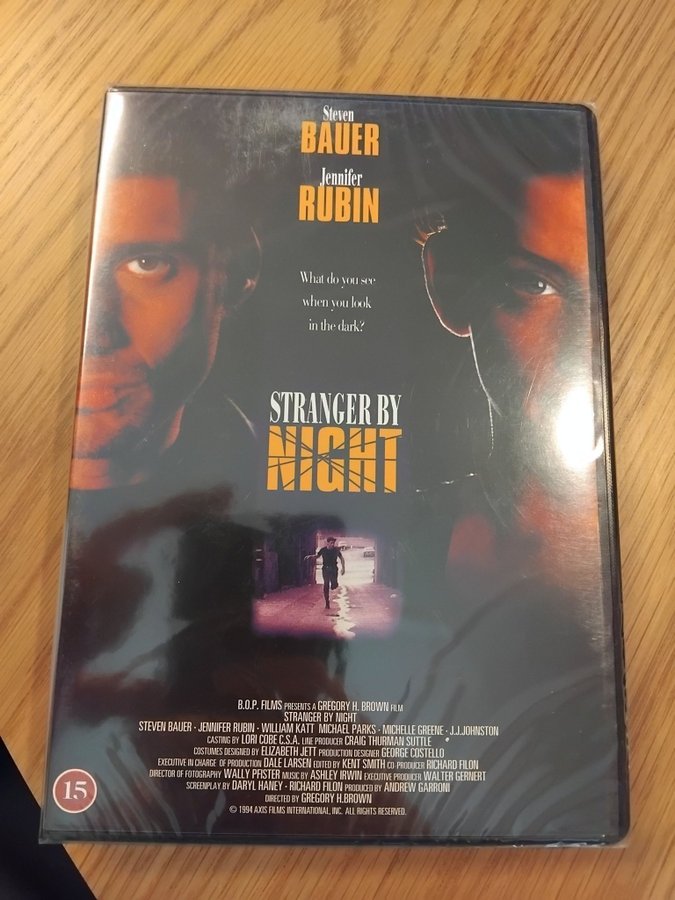 Steven
BAUER
Jennifer
RUBIN
What do you see
when you look
in the dark?
STRANGER BY
NIGHT
B.O.P. FILMS PRESENTS A GREGORY H. BROWN FILM
STRANGER BY NIGHT
STEVEN BAUER · JENNIFER RUBIN · WILLIAM KATT MICHAEL PARKS · MICHELLE GREENE · J.J.JOHNSTON
CASTING BY LORI COBE C.S.A. LINE PRODUCER CRAIG THURMAN SUTTLE
COSTUMES DESIGNED BY ELIZABETH JETT PRODUCTION DESIGNER GEORGE COSTELLO
EXECUTIVE IN CHARGE OF PRODUCTION DALE LARSEN EDITED BY KENT SMITH CO-PRODUCER RICHARD FILON
DIRECTOR OF FOTOGRAPHY WALLY PFISTER MUSIC BY ASHLEY IRWIN EXECUTIVE PRODUCER WALTER GERNERT
SCREENPLAY BY DARYL HANEY · RICHARD FILON PRODUCED BY ANDREW GARRONI
DIRECTED BY GREGORY H.BROWN
© 1994 AXIS FILMS INTERNATIONAL, INC. ALL RIGHTS RESERVED.
15